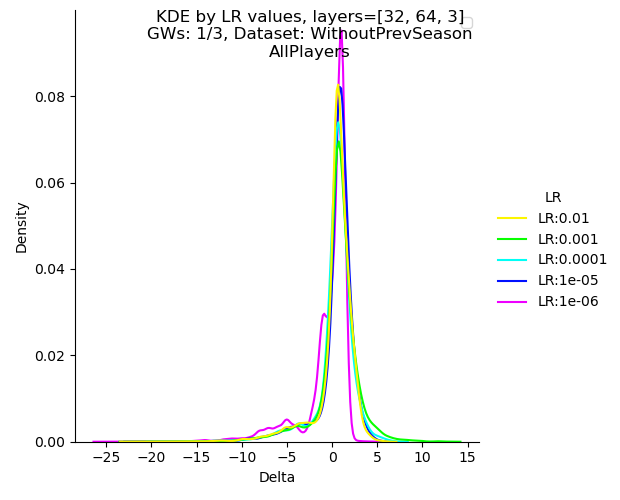 KDE by LR values, layers=[32, 64, 3]
GWs: 1/3, Dataset: WithoutPrevSeason
AllPlayers
0.08
0.06
0.04
0.02
0.00
Density
−25
−20
−15
−10
−5
0
5
10
15
Delta
LR
LR:0.01
LR:0.001
LR:0.0001
LR:1e-05
LR:1e-06